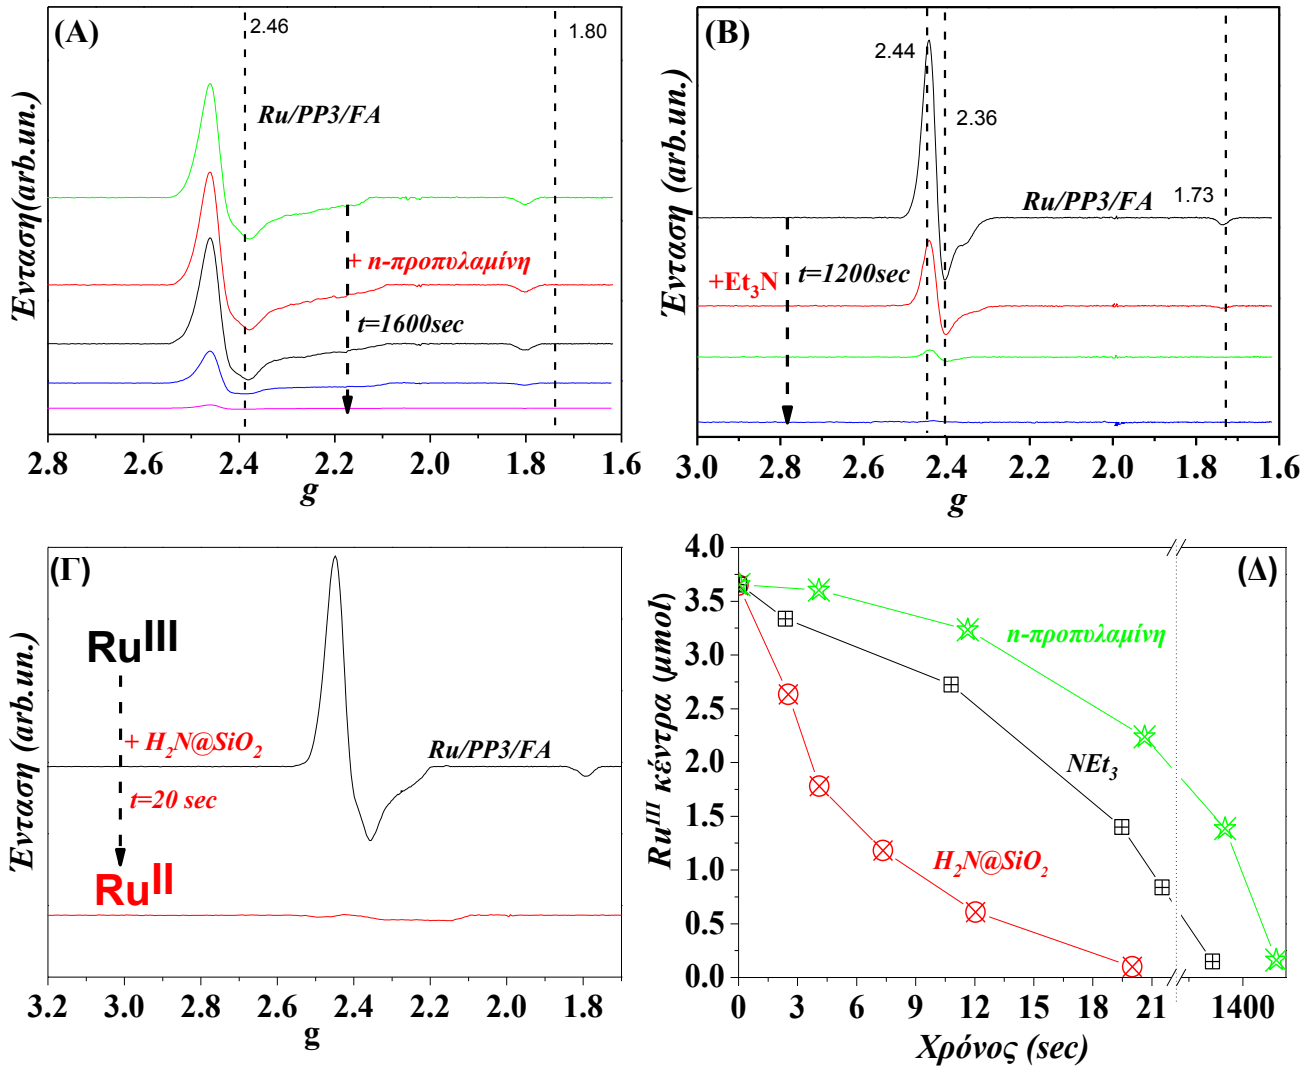 (Α)
2.46
1.80
Ru/PP3/FA
+ n-προπυλαμίνη
t=1600sec
Ένταση(arb.un.)
2.8 2.6 2.4 2.2 2.0 1.8 1.6
g
(Β)
2.44
2.36
Ru/PP3/FA
1.73
+Et₃N
t=1200sec
Ένταση (arb.un.)
3.0 2.8 2.6 2.4 2.2 2.0 1.8 1.6
g
(Γ)
Ruᴵᴵᴵ
+ H₂N@SiO₂
Ru/PP3/FA
t=20 sec
Ruᴵᴵ
Ένταση (arb.un.)
3.2 3.0 2.8 2.6 2.4 2.2 2.0 1.8
g
(Δ)
4.0
3.5
3.0
2.5
2.0
1.5
1.0
0.5
0.0
n-προπυλαμίνη
NEt₃
H₂N@SiO₂
Ruᴵᴵᴵ κέντρα (μmol)
0 3 6 9 12 15 18 21 1400
Χρόνος (sec)